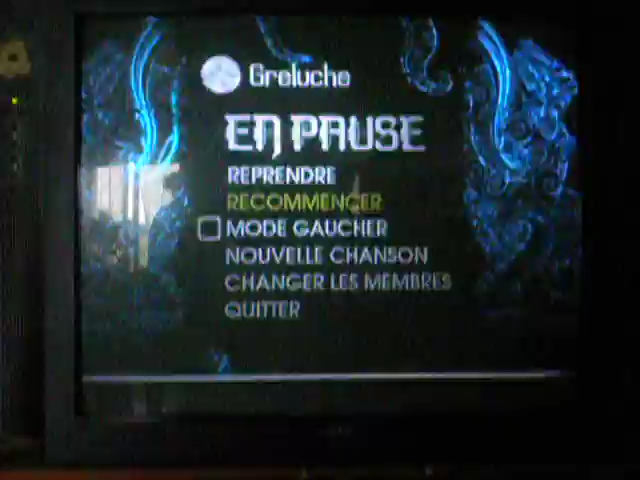 Greluche
EN PAUSE
REPRENDRE
RECOMMENCER
MODE GAUCHER
NOUVELLE CHANSON
CHANGER LES MEMBRES
QUITTER